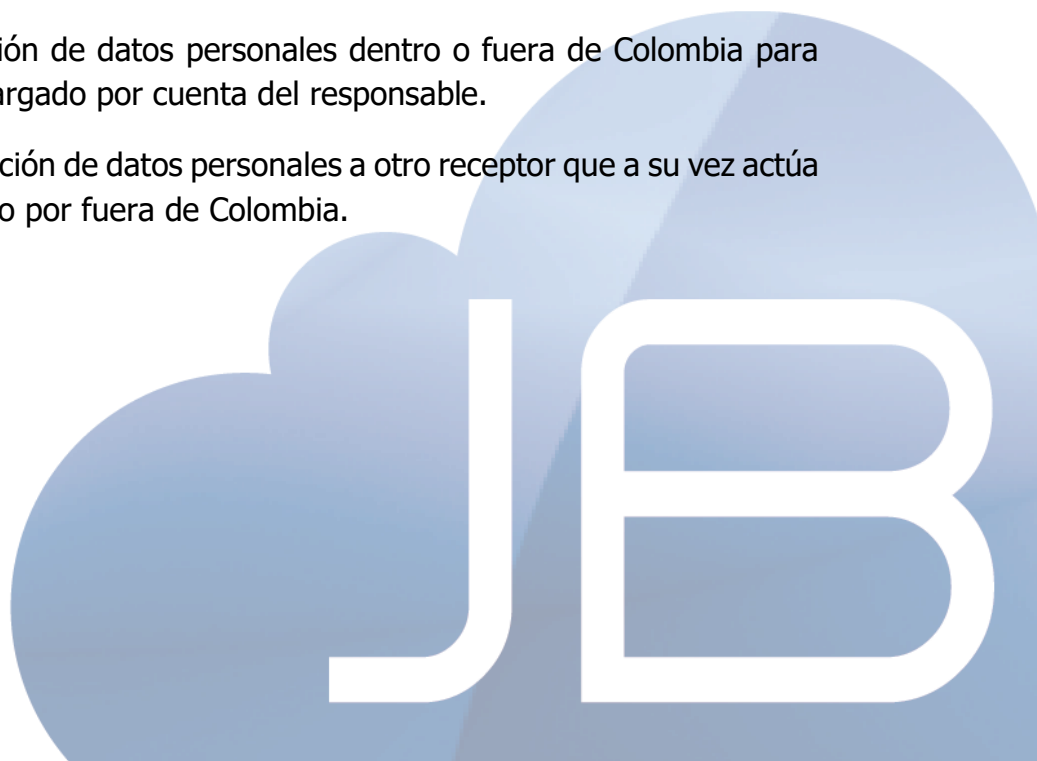 ión de datos personales dentro o fuera de Colombia para
argado por cuenta del responsable.
ción de datos personales a otro receptor que a su vez actúa
o por fuera de Colombia.
JB